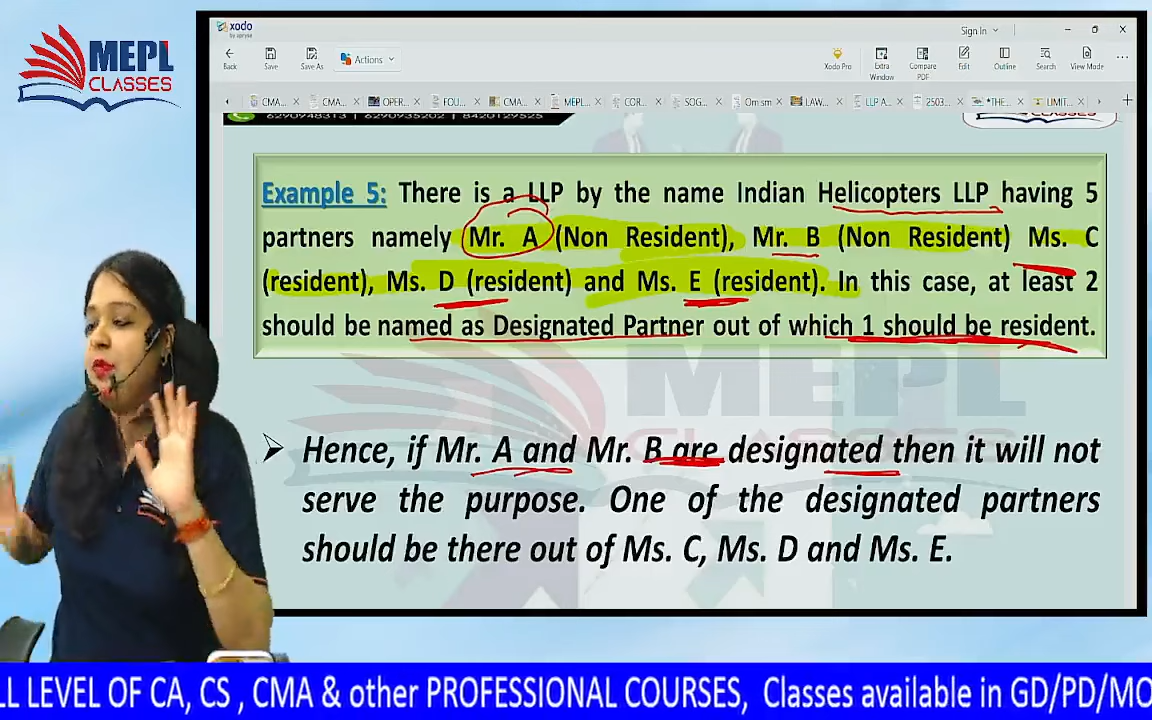 MEPL
CLASSES
xodo
by apryse
Sign In
Back
Save
Save As
Actions
Xodo Pro
Extra
Window
Compare
PDF
Edit
Outline
Search
View Mode
CMA...
CMA...
OPER...
FOU...
CMA...
MEPL...
COR...
SOG...
Om sm
LAW...
LLP A...
2503...
*THE...
LIMIT...
6290948313 | 6290935202 | 8420129525
Example 5: There is a LLP by the name Indian Helicopters LLP having 5
partners namely Mr. A (Non Resident), Mr. B (Non Resident) Ms. C
(resident), Ms. D (resident) and Ms. E (resident). In this case, at least 2
should be named as Designated Partner out of which 1 should be resident.
MEPL
CLASSES
Hence, if Mr. A and Mr. B are designated then it will not
serve the purpose. One of the designated partners
should be there out of Ms. C, Ms. D and Ms. E.
LL LEVEL OF CA, CS , CMA & other PROFESSIONAL COURSES, Classes available in GD/PD/MO